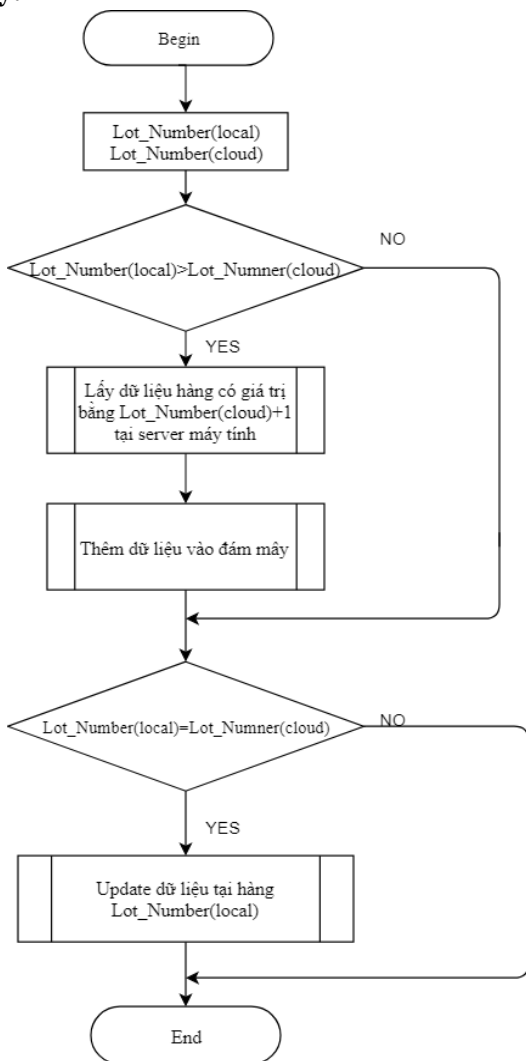 y.
Begin
Lot_Number(local)
Lot_Number(cloud)
Lot_Number(local)>Lot_Numner(cloud)
NO
YES
Lấy dữ liệu hàng có giá trị
bằng Lot_Number(cloud)+1
tại server máy tính
Thêm dữ liệu vào đám mây
Lot_Number(local)=Lot_Numner(cloud)
NO
YES
Update dữ liệu tại hàng
Lot_Number(local)
End